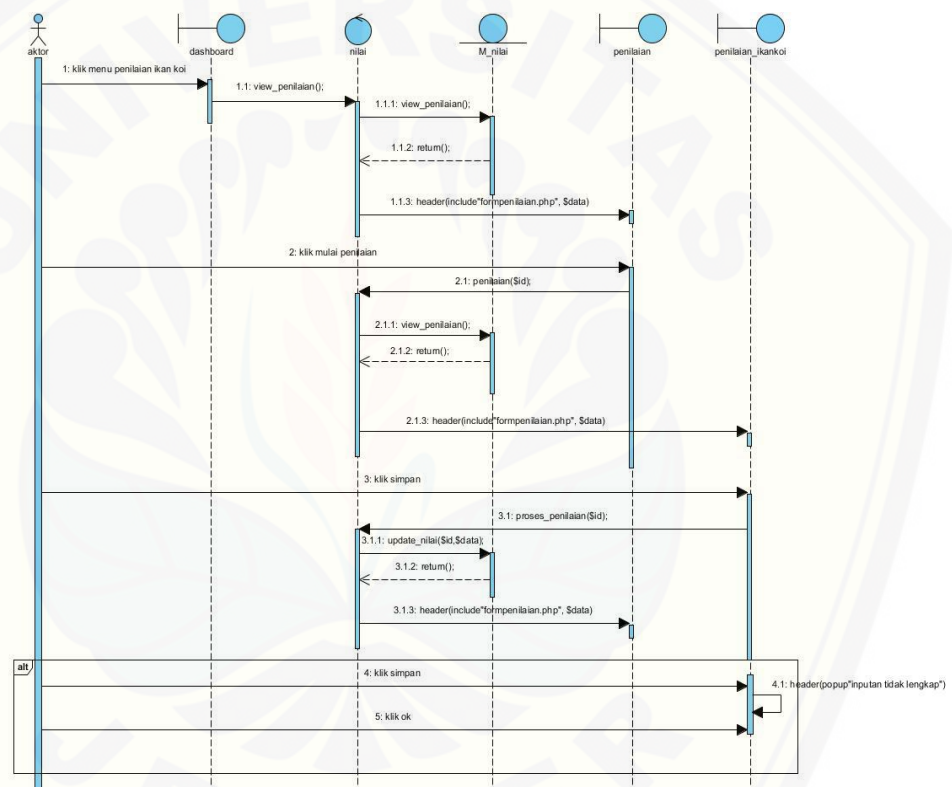 aktor
dashboard
nilai
M_nilai
penilaian
penilaian_ikankoi
1: klik menu penilaian ikan koi
1.1: view_penilaian();
1.1.1: view_penilaian();
1.1.2: return();
1.1.3: header(include"formpenilaian.php", $data)
2: klik mulai penilaian
2.1: penilaian($id);
2.1.1: view_penilaian();
2.1.2: return();
2.1.3: header(include"formpenilaian.php", $data)
3: klik simpan
3.1: proses_penilaian($id);
3.1.1: update_nilai($id,$data);
3.1.2: return();
3.1.3: header(include"formpenilaian.php", $data)
alt
4: klik simpan
4.1: header(popup"inputan tidak lengkap")
5: klik ok
UNIVERSITAS